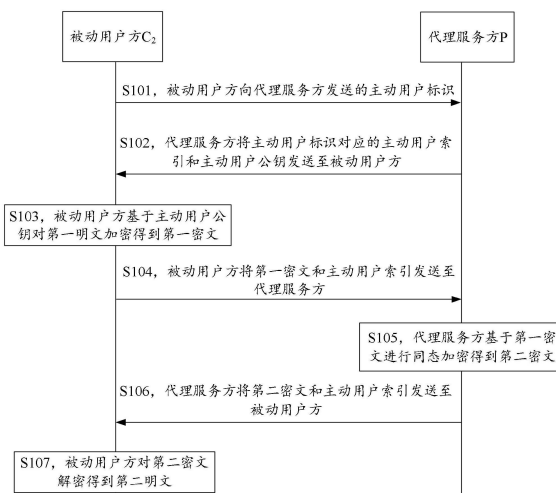 被动用户方C₂
代理服务方P
S101，被动用户方向代理服务方发送的主动用户标识
S102，代理服务方将主动用户标识对应的主动用户索
引和主动用户公钥发送至被动用户方
S103，被动用户方基于主动用户公
钥对第一明文加密得到第一密文
S104，被动用户方将第一密文和主动用户索引发送至
代理服务方
S105，代理服务方基于第一密
文进行同态加密得到第二密文
S106，代理服务方将第二密文和主动用户索引发送至
被动用户方
S107，被动用户方对第二密文
解密得到第二明文